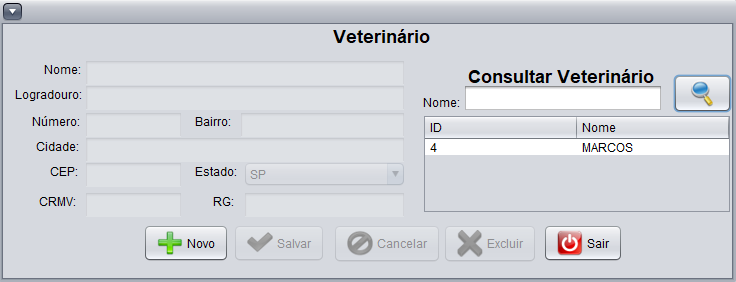 Veterinário
Nome:
Logradouro:
Número:
Bairro:
Cidade:
CEP:
Estado:
SP
CRMV:
RG:
Consultar Veterinário
Nome:
ID Nome
4 MARCOS
Novo Salvar Cancelar Excluir Sair